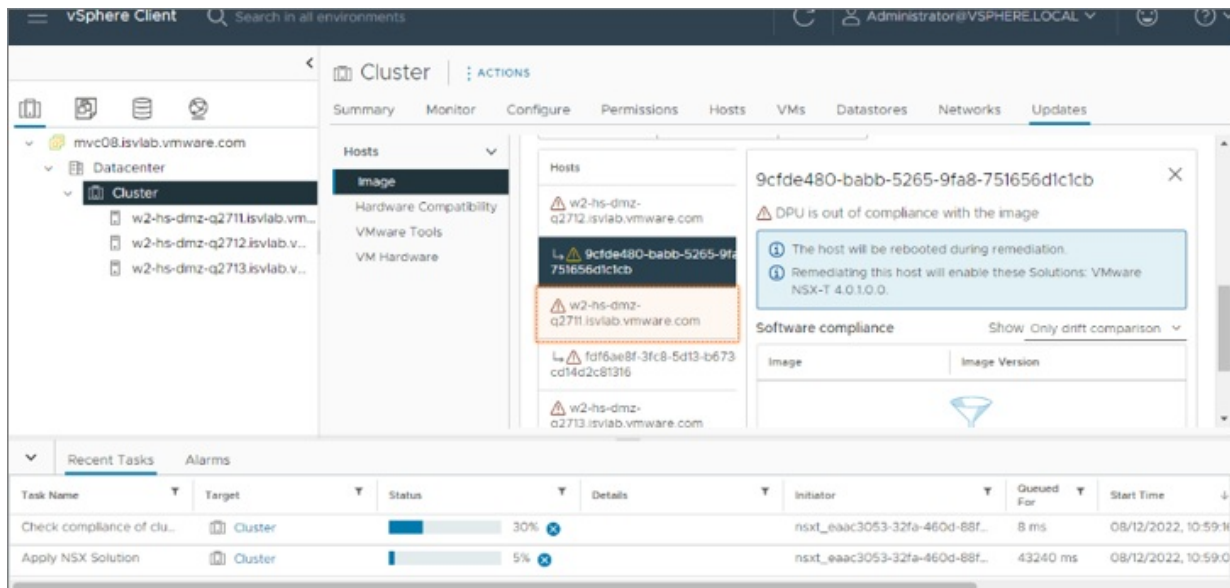 vSphere Client
Search in all environments
Administrator@VSPHERE.LOCAL
Cluster
ACTIONS
Summary Monitor Configure Permissions Hosts VMs Datastores Networks Updates
mvc08.isvlab.vmware.com
Datacenter
Cluster
w2-hs-dmz-q2711.isvlab.vm...
w2-hs-dmz-q2712.isvlab.v...
w2-hs-dmz-q2713.isvlab.v...
Hosts
Image
Hardware Compatibility
VMware Tools
VM Hardware
Hosts
w2-hs-dmz-
q2712.isvlab.vmware.com
9cfde480-babb-5265-9fa
751656d1c1cb
w2-hs-dmz-
q2711.isvlab.vmware.com
fdf6ae8f-3fc8-5d13-b673
cd14d2c81316
w2-hs-dmz-
q2713.isvlab.vmware.com
9cfde480-babb-5265-9fa8-751656d1c1cb
DPU is out of compliance with the image
The host will be rebooted during remediation.
Remediating this host will enable these Solutions: VMware
NSX-T 4.0.1.0.0.
Software compliance
Show Only drift comparison
Image Image Version
Recent Tasks Alarms
Task Name Target Status Details Initiator Queued For Start Time
Check compliance of clu... Cluster 30% nsxt_eaac3053-32fa-460d-88f... 8 ms 08/12/2022, 10:59:16
Apply NSX Solution Cluster 5% nsxt_eaac3053-32fa-460d-88f... 43240 ms 08/12/2022, 10:59:0